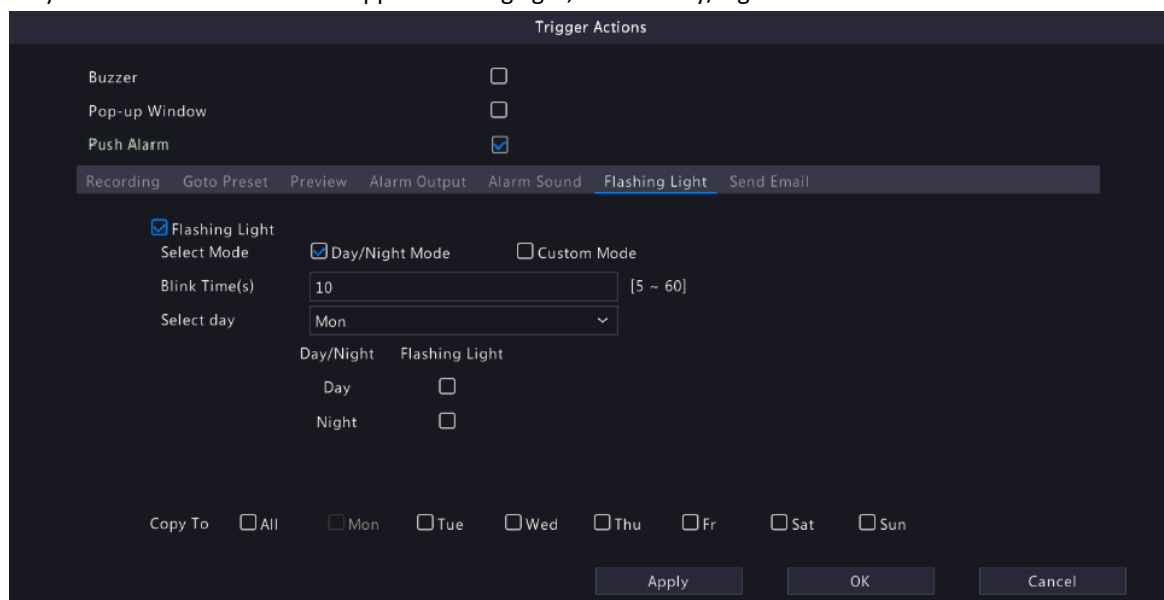 Trigger Actions
Buzzer
Pop-up Window
Push Alarm
Recording Goto Preset Preview Alarm Output Alarm Sound Flashing Light Send Email
Flashing Light
Select Mode Day/Night Mode Custom Mode
Blink Time(s) 10 [5 ~ 60]
Select day Mon
Day/Night Flashing Light
Day
Night
Copy To All Mon Tue Wed Thu Fr Sat Sun
Apply OK Cancel